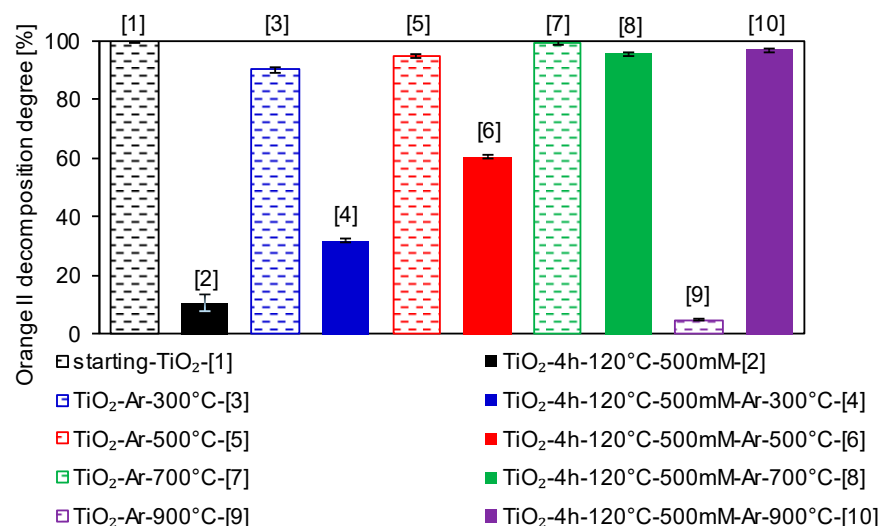 [1] [3] [5] [7] [8] [10]
[6]
[4]
[2]
[9]
Orange II decomposition degree [%]
100
80
60
40
20
0
starting-TiO₂-[1]
TiO₂-4h-120°C-500mM-[2]
TiO₂-Ar-300°C-[3]
TiO₂-4h-120°C-500mM-Ar-300°C-[4]
TiO₂-Ar-500°C-[5]
TiO₂-4h-120°C-500mM-Ar-500°C-[6]
TiO₂-Ar-700°C-[7]
TiO₂-4h-120°C-500mM-Ar-700°C-[8]
TiO₂-Ar-900°C-[9]
TiO₂-4h-120°C-500mM-Ar-900°C-[10]